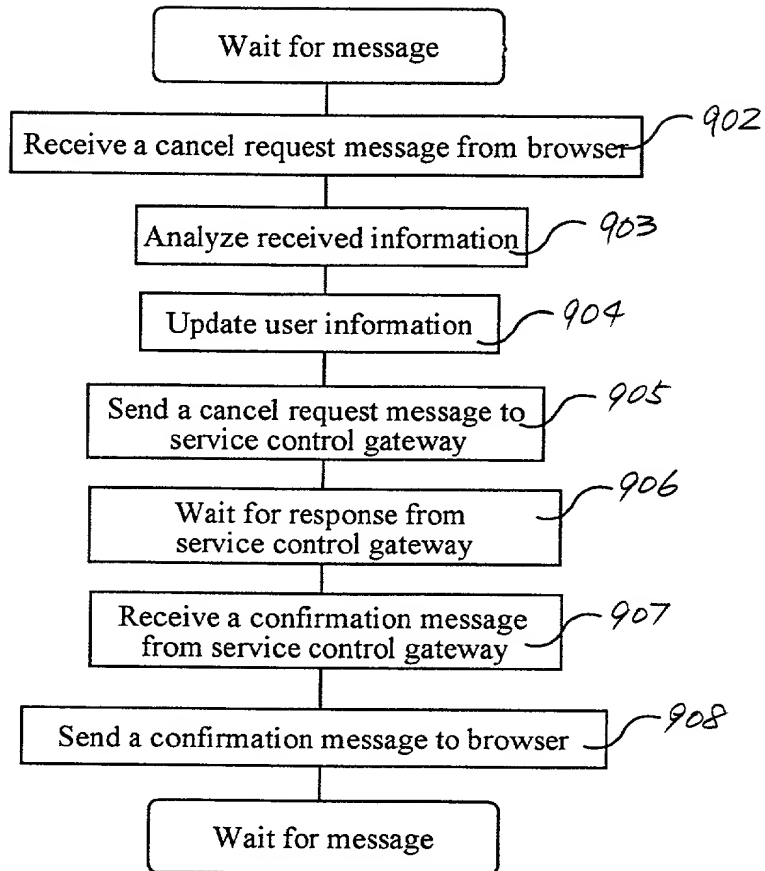 Wait for message
Receive a cancel request message from browser
902
Analyze received information
903
Update user information
904
Send a cancel request message to
service control gateway
905
Wait for response from
service control gateway
906
Receive a confirmation message
from service control gateway
907
Send a confirmation message to browser
908
Wait for message